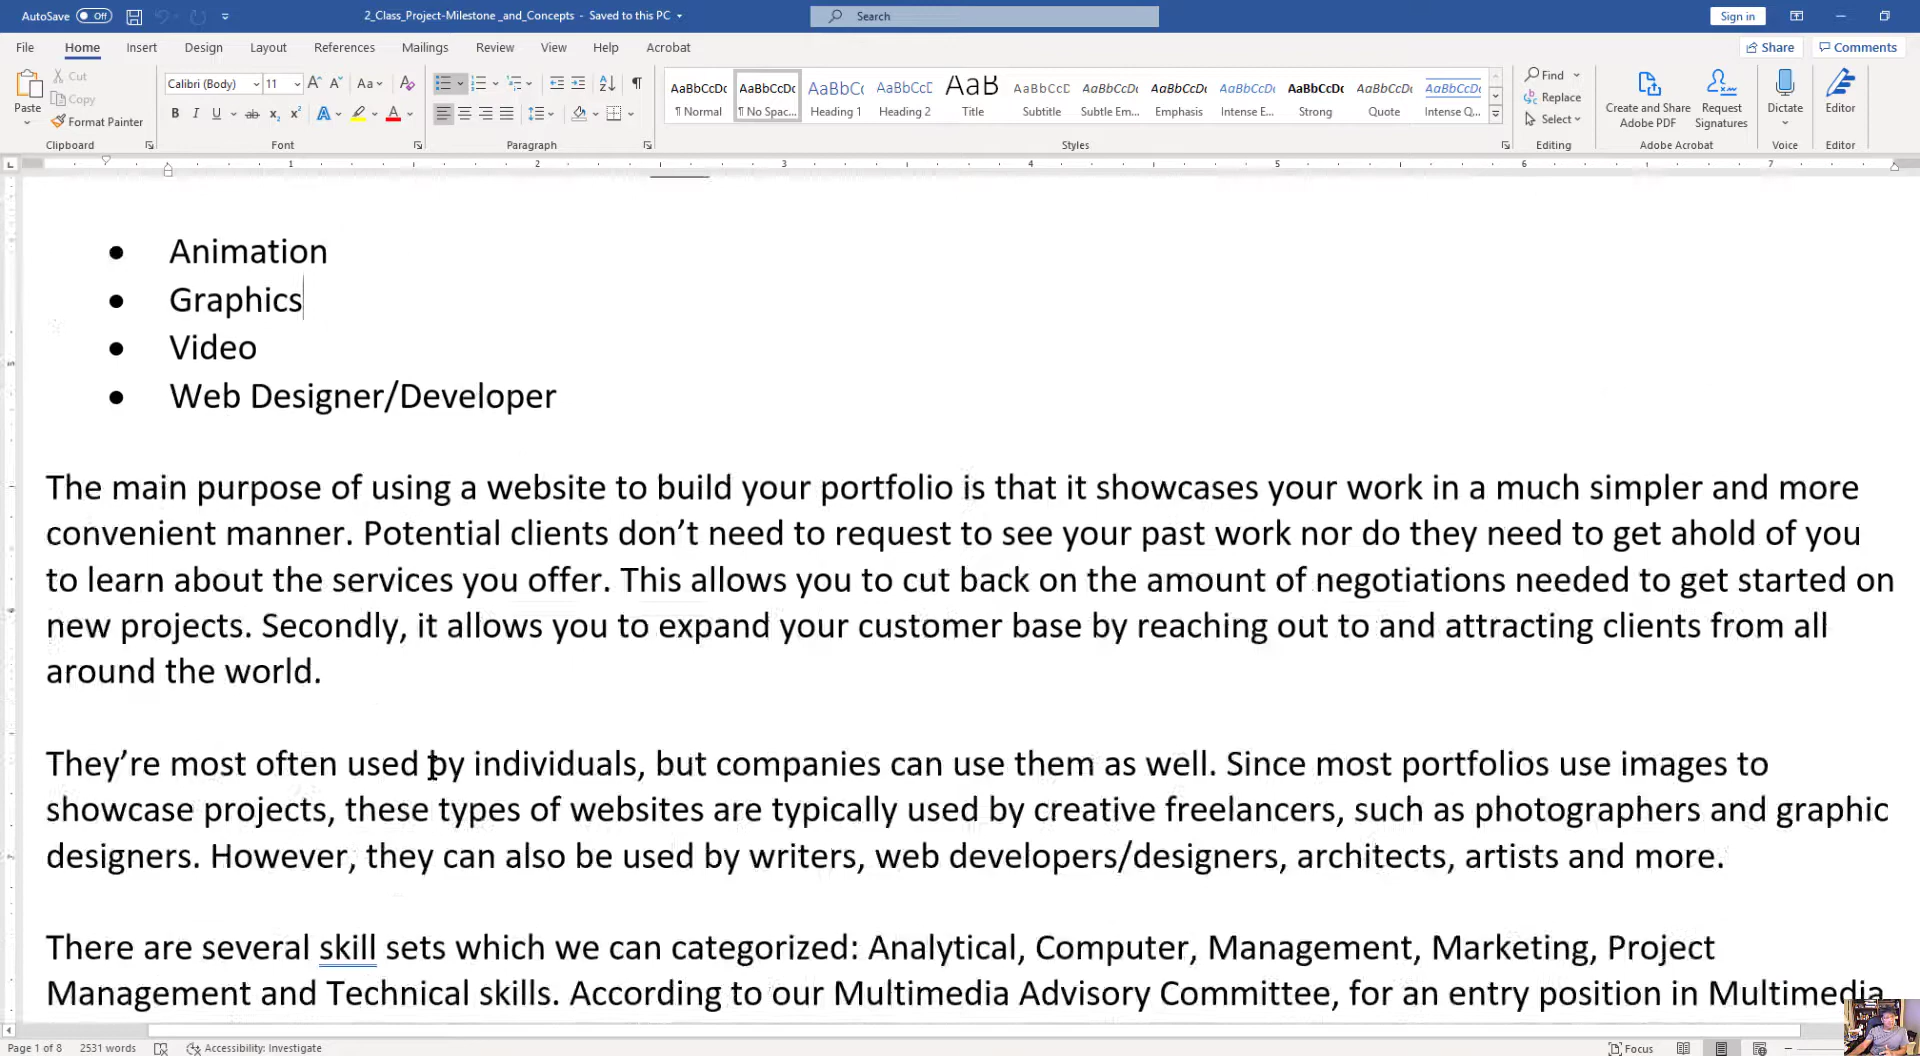 AutoSave Off 2_Class_Project-Milestone _and_Concepts - Saved to this PC Search Sign in
File Home Insert Design Layout References Mailings Review View Help Acrobat Share Comments
Paste Cut Copy Format Painter
Calibri (Body) 11 Aa
B I U ab x2 x2 A A
AaBbCcDc AaBbCcDc AaBbCc AaBbCcD AaB AaBbCcD AaBbCcDc AaBbCcDc AaBbCcDc AaBbCcDc AaBbCcDc AaBbCcDc
¶ Normal ¶ No Spac... Heading 1 Heading 2 Title Subtitle Subtle Em... Emphasis Intense E... Strong Quote Intense Q...
Find Replace Select
Create and Share Adobe PDF Request Signatures Dictate Editor
Clipboard Font Paragraph Styles Editing Adobe Acrobat Voice Editor
1 2 3 4 5 6 7
• Animation
• Graphics
• Video
• Web Designer/Developer
The main purpose of using a website to build your portfolio is that it showcases your work in a much simpler and more
convenient manner. Potential clients don’t need to request to see your past work nor do they need to get ahold of you
to learn about the services you offer. This allows you to cut back on the amount of negotiations needed to get started on
new projects. Secondly, it allows you to expand your customer base by reaching out to and attracting clients from all
around the world.
They’re most often used by individuals, but companies can use them as well. Since most portfolios use images to
showcase projects, these types of websites are typically used by creative freelancers, such as photographers and graphic
designers. However, they can also be used by writers, web developers/designers, architects, artists and more.
There are several skill sets which we can categorized: Analytical, Computer, Management, Marketing, Project
Management and Technical skills. According to our Multimedia Advisory Committee, for an entry position in Multimedia
Page 1 of 8 2531 words Accessibility: Investigate Focus